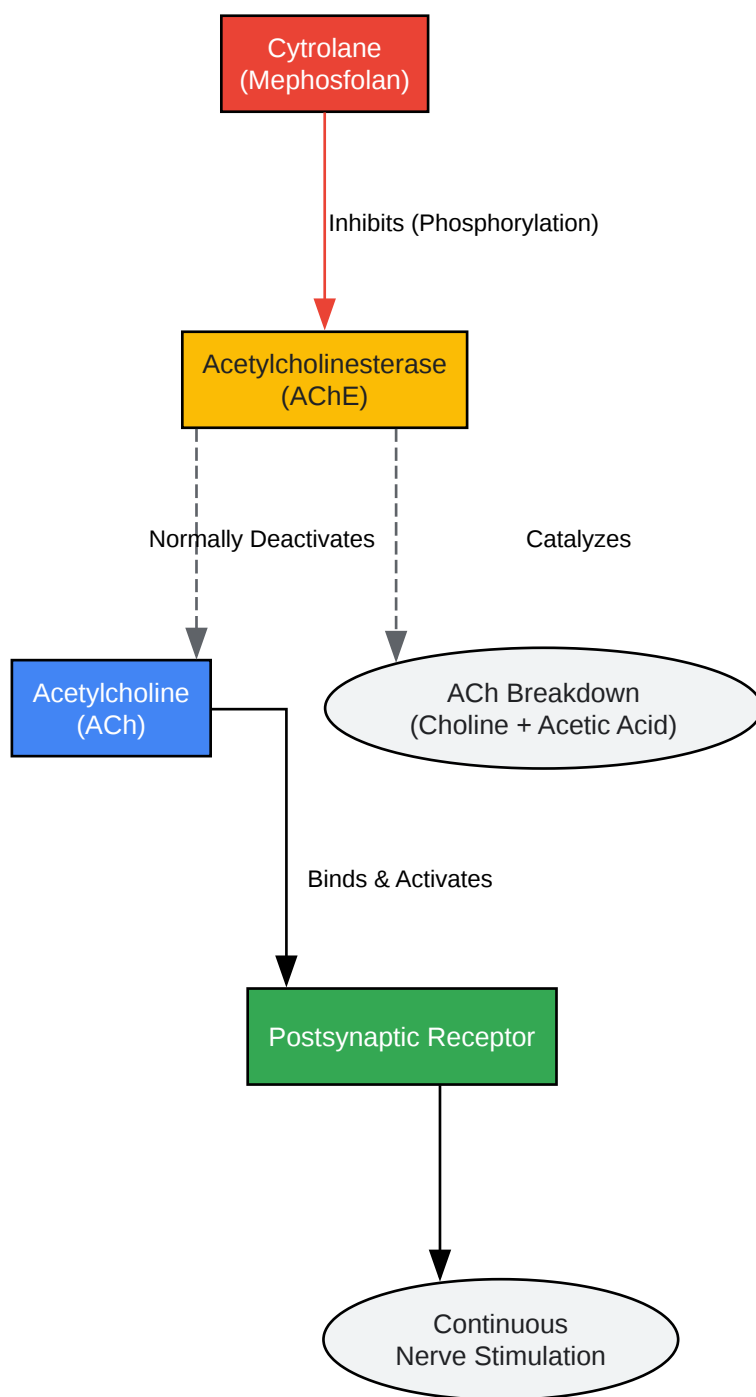 Cytrolane
(Mephosfolan)
Inhibits (Phosphorylation)
Acetylcholinesterase
(AChE)
Normally Deactivates
Catalyzes
Acetylcholine
(ACh)
ACh Breakdown
(Choline + Acetic Acid)
Binds & Activates
Postsynaptic Receptor
Continuous
Nerve Stimulation